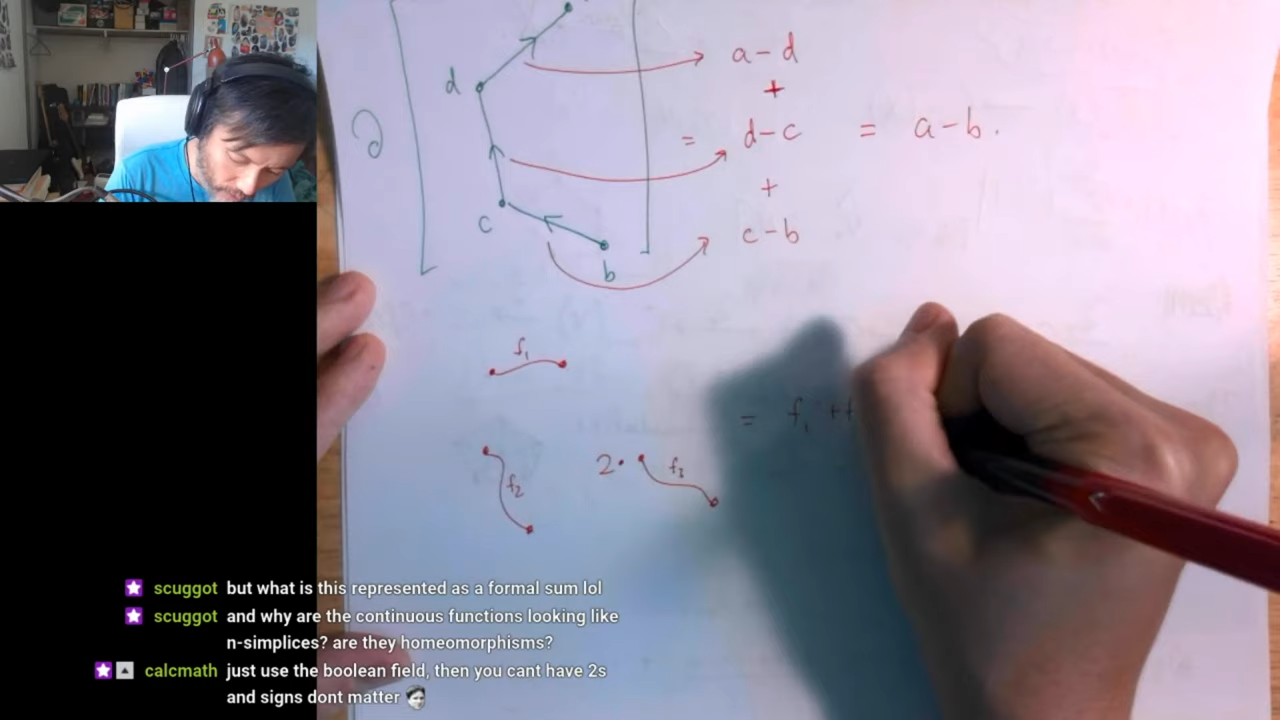 a - d
d
+
∂
= d - c = a - b.
+
c
c - b
b
f₁
= f₁ + f
2 · f₃
f₂
scuggot but what is this represented as a formal sum lol
scuggot and why are the continuous functions looking like
n-simplices? are they homeomorphisms?
calcmath just use the boolean field, then you cant have 2s
and signs dont matter